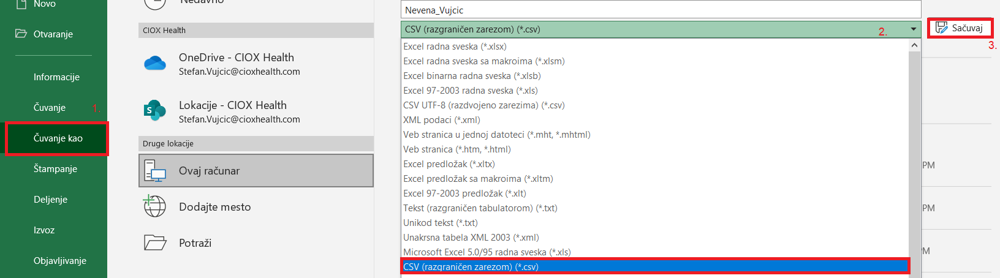 Novo
Otvaranje
Informacije
Čuvanje
1.
Čuvanje kao
Štampanje
Deljenje
Izvoz
Objavljivanje
Nedavno
CIOX Health
OneDrive - CIOX Health
Stefan.Vujcic@cioxhealth.com
Lokacije - CIOX Health
Stefan.Vujcic@cioxhealth.com
Druge lokacije
Ovaj računar
Dodajte mesto
Potraži
Nevena_Vujcic
CSV (razgraničen zarezom) (*.csv)
2.
Excel radna sveska (*.xlsx)
Excel radna sveska sa makroima (*.xlsm)
Excel binarna radna sveska (*.xlsb)
Excel 97-2003 radna sveska (*.xls)
CSV UTF-8 (razdvojeno zarezima) (*.csv)
XML podaci (*.xml)
Veb stranica u jednoj datoteci (*.mht, *.mhtml)
Veb stranica (*.htm, *.html)
Excel predložak (*.xltx)
Excel predložak sa makroima (*.xltm)
Excel 97-2003 predložak (*.xlt)
Tekst (razgraničen tabulatorom) (*.txt)
Unikod tekst (*.txt)
Unakrsna tabela XML 2003 (*.xml)
Microsoft Excel 5.0/95 radna sveska (*.xls)
CSV (razgraničen zarezom) (*.csv)
Sačuvaj
3.
PM
PM
PM